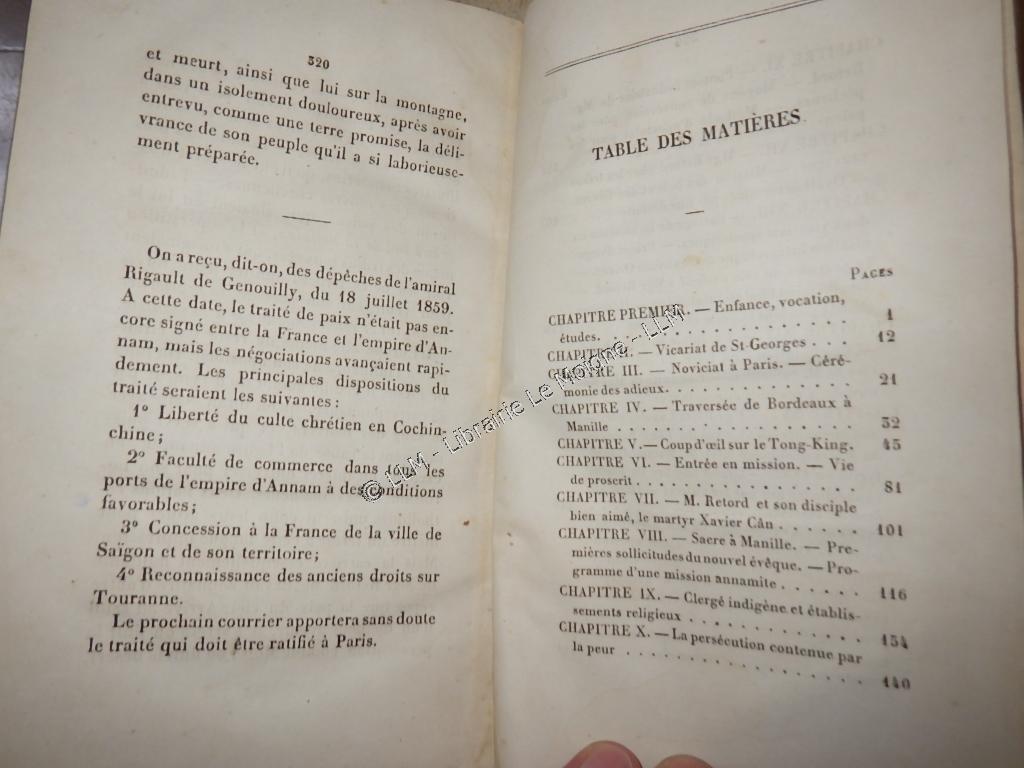 320
et meurt, ainsi que lui sur la montagne,
dans un isolement douloureux, après avoir
entrevu, comme une terre promise, la déli-
vrance de son peuple qu'il a si laborieuse-
ment préparée.
On a reçu, dit-on, des dépêches de l'amiral
Rigault de Genouilly, du 18 juillet 1859.
A cette date, le traité de paix n'était pas en-
core signé entre la France et l'empire d'An-
nam, mais les négociations avançaient rapi-
dement. Les principales dispositions du
traité seraient les suivantes :
1° Liberté du culte chrétien en Cochin-
chine ;
2° Faculté de commerce dans tous les
ports de l'empire d'Annam à des conditions
favorables ;
3° Concession à la France de la ville de
Saïgon et de son territoire ;
4° Reconnaissance des anciens droits sur
Touranne.
Le prochain courrier apportera sans doute
le traité qui doit être ratifié à Paris.
TABLE DES MATIÈRES
PAGES
CHAPITRE PREMIER. — Enfance, vocation,
études. . . . . . . . . . . . . . 1
CHAPITRE II. — Vicariat de St-Georges . . . 12
CHAPITRE III. — Noviciat à Paris. — Céré-
monie des adieux. . . . . . . . . . . 21
CHAPITRE IV. — Traversée de Bordeaux à
Manille . . . . . . . . . . . . . 32
CHAPITRE V. — Coup d'œil sur le Tong-King. 45
CHAPITRE VI. — Entrée en mission. — Vie
de proscrit . . . . . . . . . . . . 81
CHAPITRE VII. — M. Retord et son disciple
bien aimé, le martyr Xavier Cân . . . . . 101
CHAPITRE VIII. — Sacre à Manille. — Pre-
mières sollicitudes du nouvel évêque. — Pro-
gramme d'une mission annamite . . . . . 116
CHAPITRE IX. — Clergé indigène et établis-
sements religieux . . . . . . . . . . 134
CHAPITRE X. — La persécution contenue par
la peur . . . . . . . . . . . . . 140
© LLM - Librairie Le Moigne - LLM